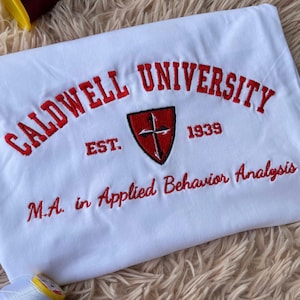 CALDWELL UNIVERSITY
EST. 1939
M.A. in Applied Behavior Analysis